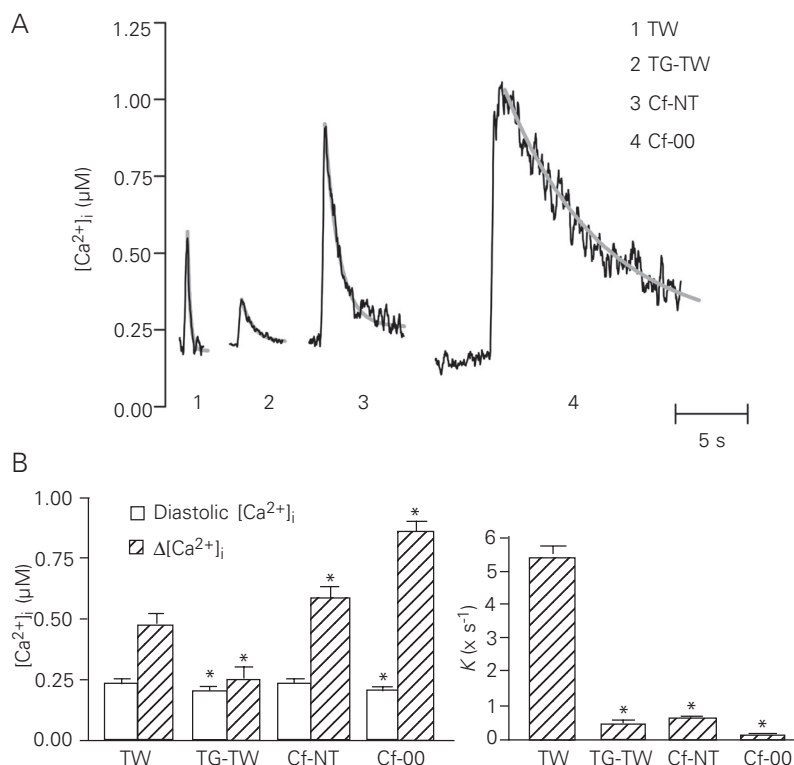 A
1.25
1.00
0.75
0.50
0.25
0.00
[Ca²⁺]ᵢ (µM)
1 TW
2 TG-TW
3 Cf-NT
4 Cf-00
1
2
3
4
5 s
B
1.00
0.75
0.50
0.25
0.00
[Ca²⁺]ᵢ (µM)
Diastolic [Ca²⁺]ᵢ
Δ[Ca²⁺]ᵢ
*
*
*
*
*
TW
TG-TW
Cf-NT
Cf-00
6
5
4
3
2
1
0
K (x s⁻¹)
*
*
*
TW
TG-TW
Cf-NT
Cf-00